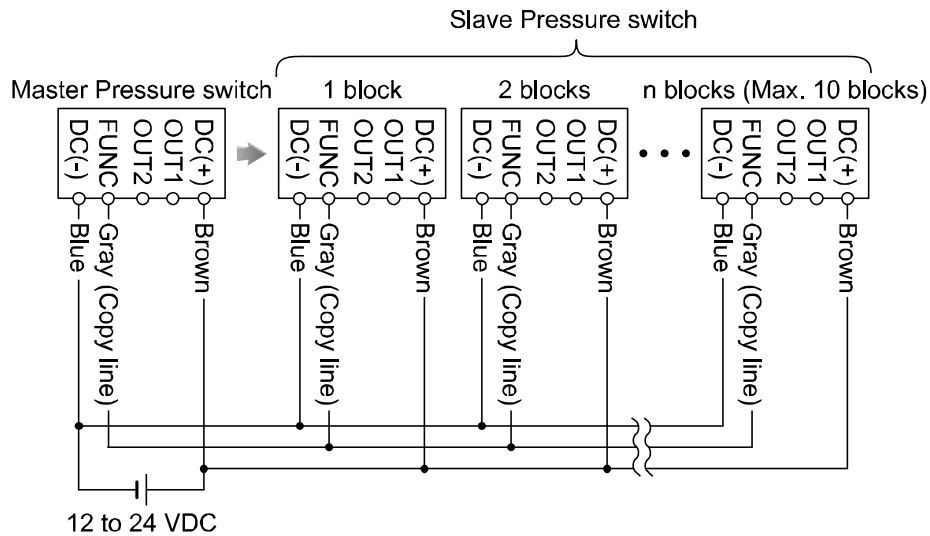 Slave Pressure switch
Master Pressure switch
1 block
2 blocks
n blocks (Max. 10 blocks)
DC(-)
FUNC
OUT2
OUT1
DC(+)
DC(-)
FUNC
OUT2
OUT1
DC(+)
DC(-)
FUNC
OUT2
OUT1
DC(+)
DC(-)
FUNC
OUT2
OUT1
DC(+)
Blue
Gray (Copy line)
Brown
Blue
Gray (Copy line)
Brown
Blue
Gray (Copy line)
Brown
Blue
Gray (Copy line)
Brown
12 to 24 VDC